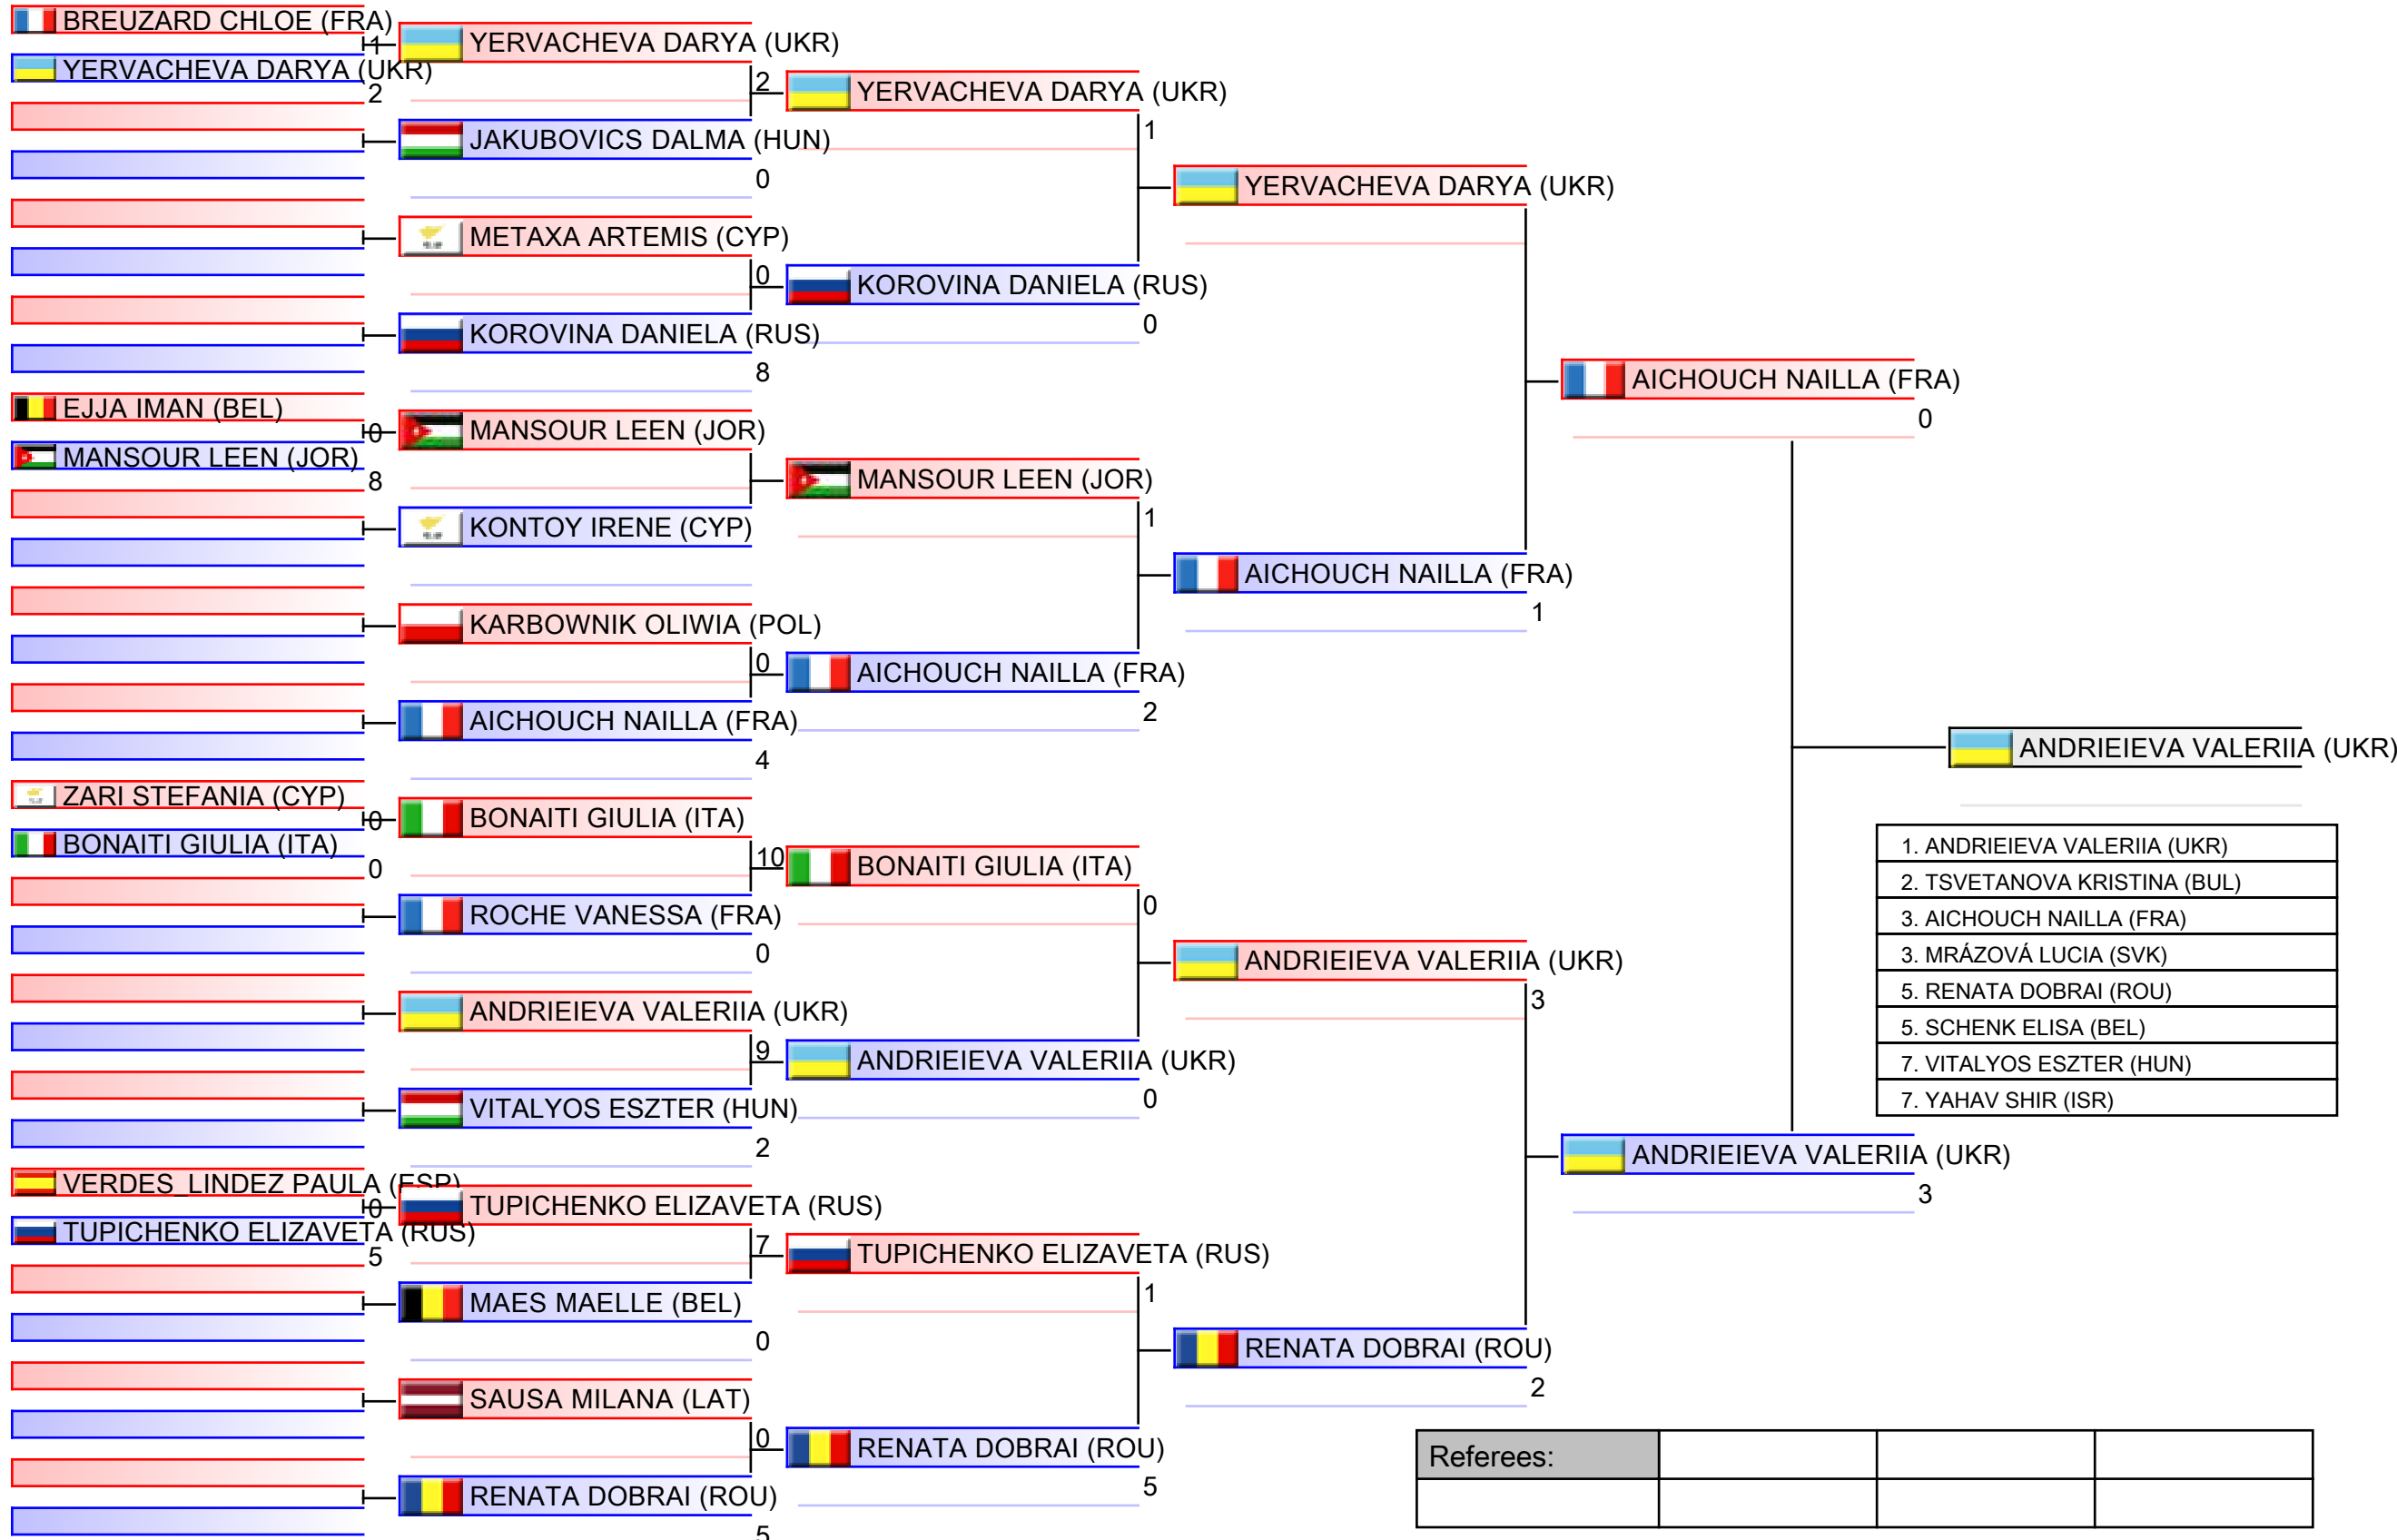 BREUZARD CHLOE (FRA)
1
YERVACHEVA DARYA (UKR)
2
EJJA IMAN (BEL)
0
MANSOUR LEEN (JOR)
8
ZARI STEFANIA (CYP)
0
BONAITI GIULIA (ITA)
0
VERDES_LINDEZ PAULA (ESP)
0
TUPICHENKO ELIZAVETA (RUS)
5
YERVACHEVA DARYA (UKR)
2
JAKUBOVICS DALMA (HUN)
0
METAXA ARTEMIS (CYP)
0
KOROVINA DANIELA (RUS)
8
MANSOUR LEEN (JOR)
KONTOY IRENE (CYP)
KARBOWNIK OLIWIA (POL)
0
AICHOUCH NAILLA (FRA)
4
BONAITI GIULIA (ITA)
10
ROCHE VANESSA (FRA)
0
ANDRIEIEVA VALERIIA (UKR)
9
VITALYOS ESZTER (HUN)
2
TUPICHENKO ELIZAVETA (RUS)
7
MAES MAELLE (BEL)
0
SAUSA MILANA (LAT)
0
RENATA DOBRAI (ROU)
5
YERVACHEVA DARYA (UKR)
1
KOROVINA DANIELA (RUS)
0
MANSOUR LEEN (JOR)
1
AICHOUCH NAILLA (FRA)
2
BONAITI GIULIA (ITA)
0
ANDRIEIEVA VALERIIA (UKR)
0
TUPICHENKO ELIZAVETA (RUS)
1
RENATA DOBRAI (ROU)
5
YERVACHEVA DARYA (UKR)
AICHOUCH NAILLA (FRA)
1
ANDRIEIEVA VALERIIA (UKR)
3
RENATA DOBRAI (ROU)
2
AICHOUCH NAILLA (FRA)
0
ANDRIEIEVA VALERIIA (UKR)
3
ANDRIEIEVA VALERIIA (UKR)
1. ANDRIEIEVA VALERIIA (UKR)
2. TSVETANOVA KRISTINA (BUL)
3. AICHOUCH NAILLA (FRA)
3. MRÁZOVÁ LUCIA (SVK)
5. RENATA DOBRAI (ROU)
5. SCHENK ELISA (BEL)
7. VITALYOS ESZTER (HUN)
7. YAHAV SHIR (ISR)
Referees: